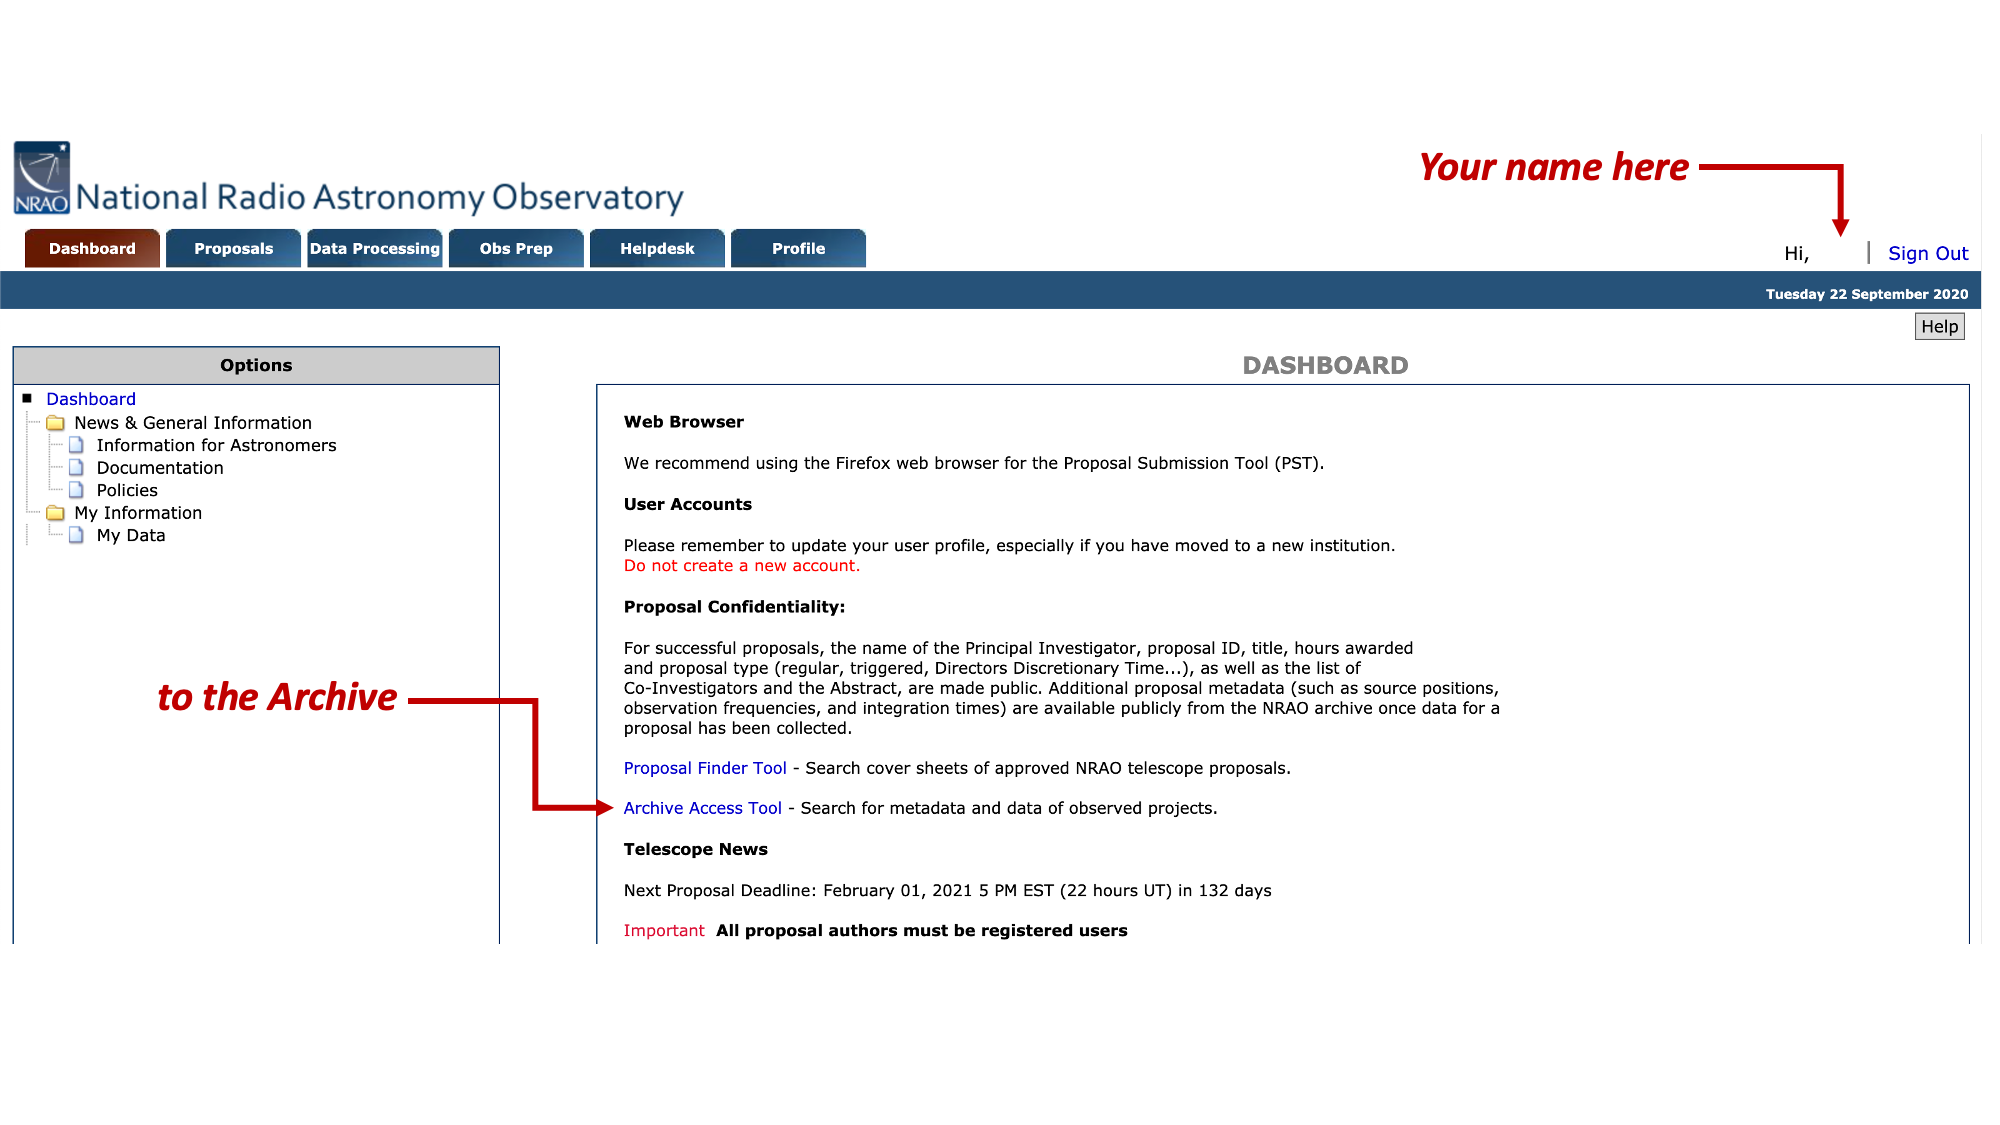 Your name here
NRAO
National Radio Astronomy Observatory
Dashboard Proposals Data Processing Obs Prep Helpdesk Profile
Hi, | Sign Out
Tuesday 22 September 2020
Help
Options
Dashboard
News & General Information
Information for Astronomers
Documentation
Policies
My Information
My Data
to the Archive
DASHBOARD
Web Browser
We recommend using the Firefox web browser for the Proposal Submission Tool (PST).
User Accounts
Please remember to update your user profile, especially if you have moved to a new institution.
Do not create a new account.
Proposal Confidentiality:
For successful proposals, the name of the Principal Investigator, proposal ID, title, hours awarded
and proposal type (regular, triggered, Directors Discretionary Time...), as well as the list of
Co-Investigators and the Abstract, are made public. Additional proposal metadata (such as source positions,
observation frequencies, and integration times) are available publicly from the NRAO archive once data for a
proposal has been collected.
Proposal Finder Tool - Search cover sheets of approved NRAO telescope proposals.
Archive Access Tool - Search for metadata and data of observed projects.
Telescope News
Next Proposal Deadline: February 01, 2021 5 PM EST (22 hours UT) in 132 days
Important All proposal authors must be registered users